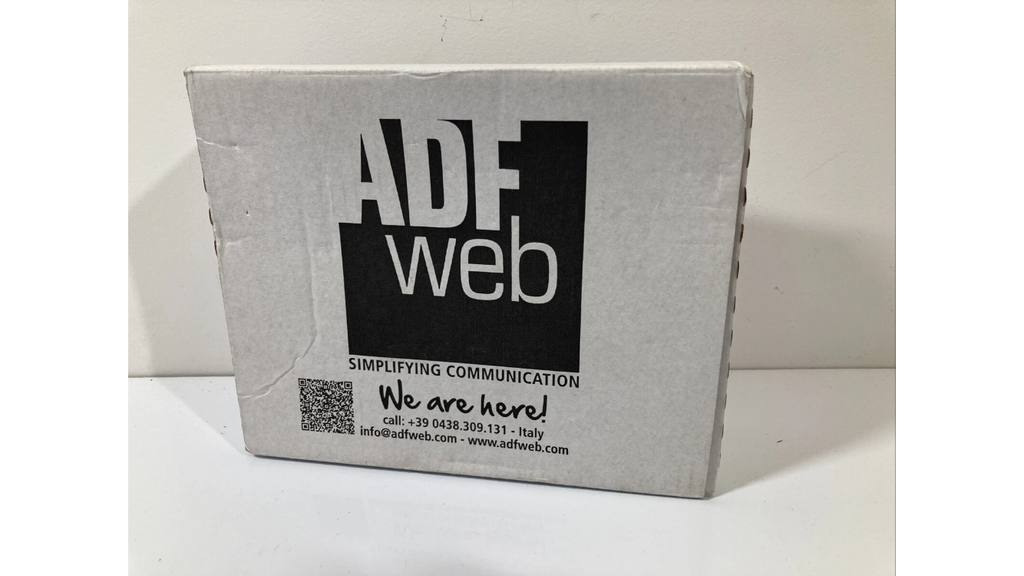 ADF
web
SIMPLIFYING COMMUNICATION
We are here!
call: +39 0438.309.131 - Italy
info@adfweb.com - www.adfweb.com